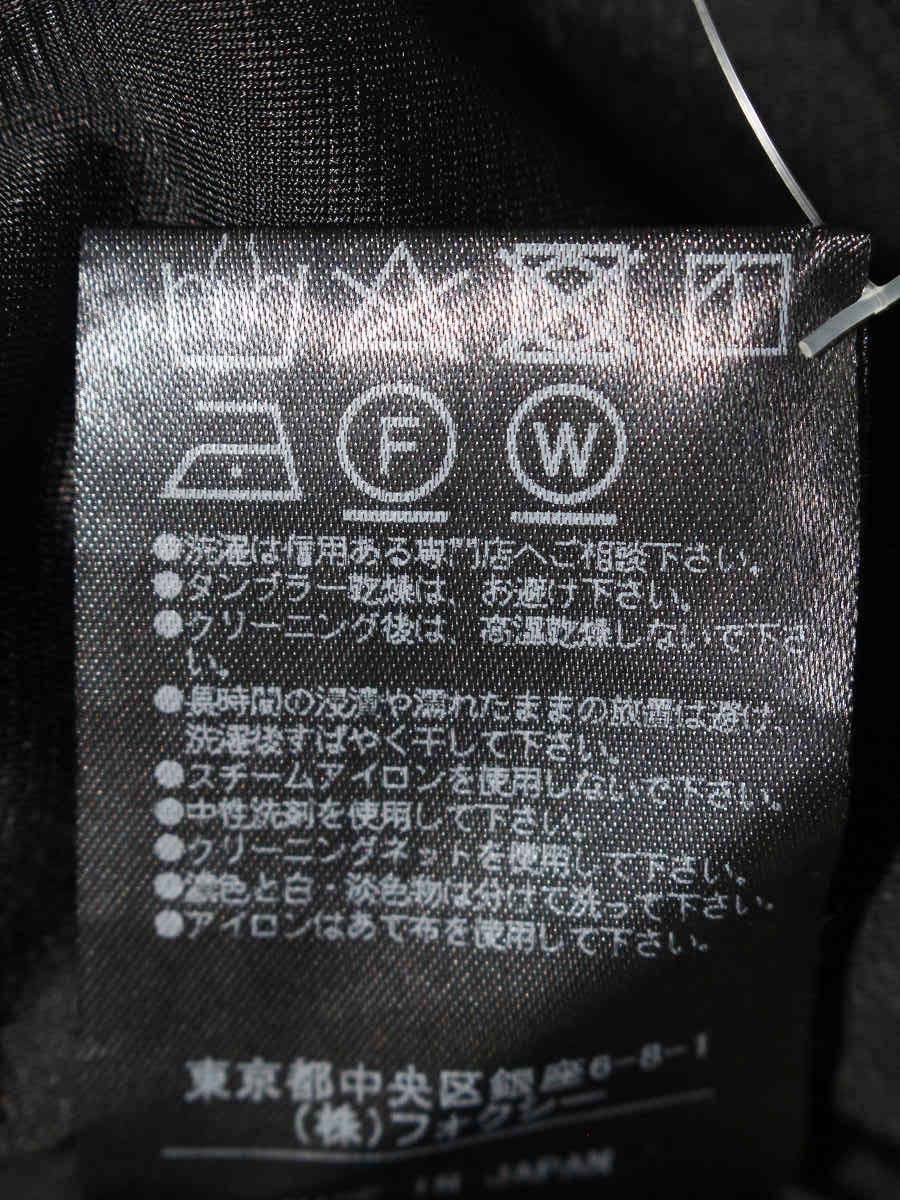 F W
●洗濯は信用ある専門店へご相談下さい。
●タンブラー乾燥は、お避け下さい。
●クリーニング後は、高温乾燥しないで下さ
い。
●長時間の浸漬や濡れたままの放置は避け、
洗濯後すばやく干して下さい。
●スチームアイロンを使用しないで下さい。
●中性洗剤を使用して下さい。
●クリーニングネットを使用して下さい。
●濃色と白・淡色物は分けて洗って下さい。
●アイロンはあて布を使用して下さい。
東京都中央区銀座6-8-1
(株)フォクシー
IN JAPAN